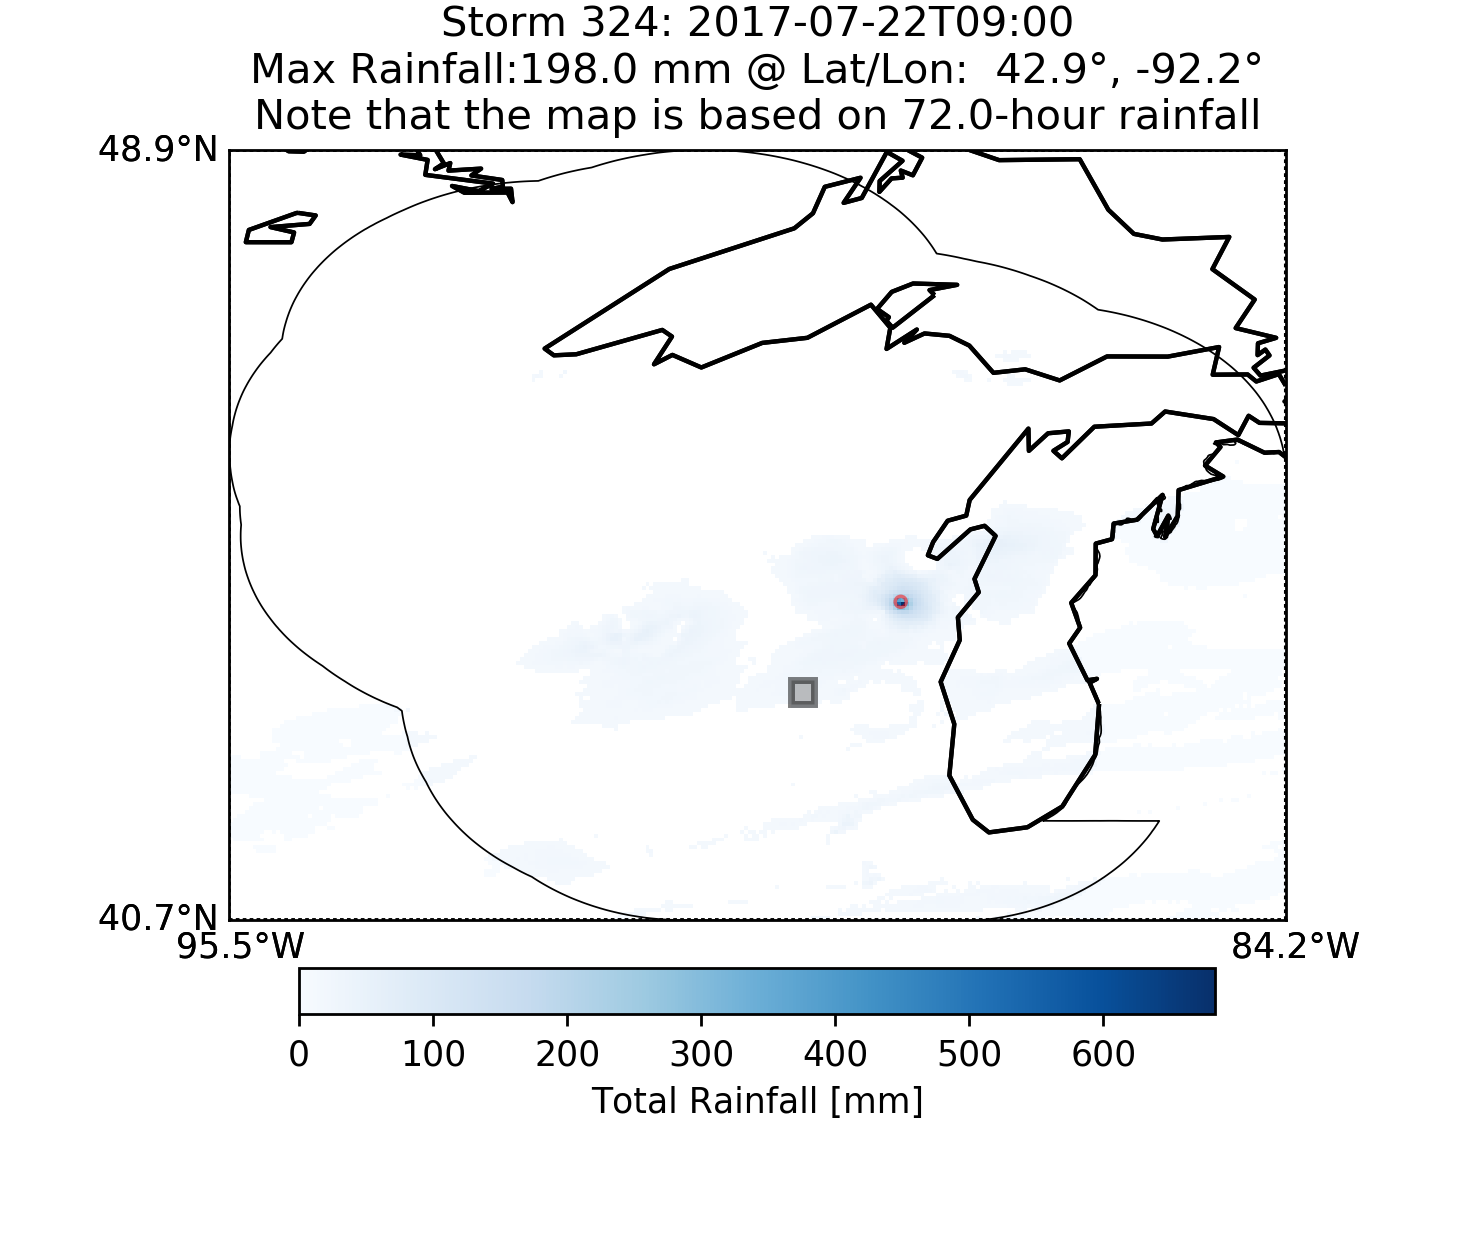 Storm 324: 2017-07-22T09:00
Max Rainfall:198.0 mm @ Lat/Lon:  42.9°, -92.2°
Note that the map is based on 72.0-hour rainfall
48.9°N
40.7°N
95.5°W 84.2°W
0 100 200 300 400 500 600
Total Rainfall [mm]